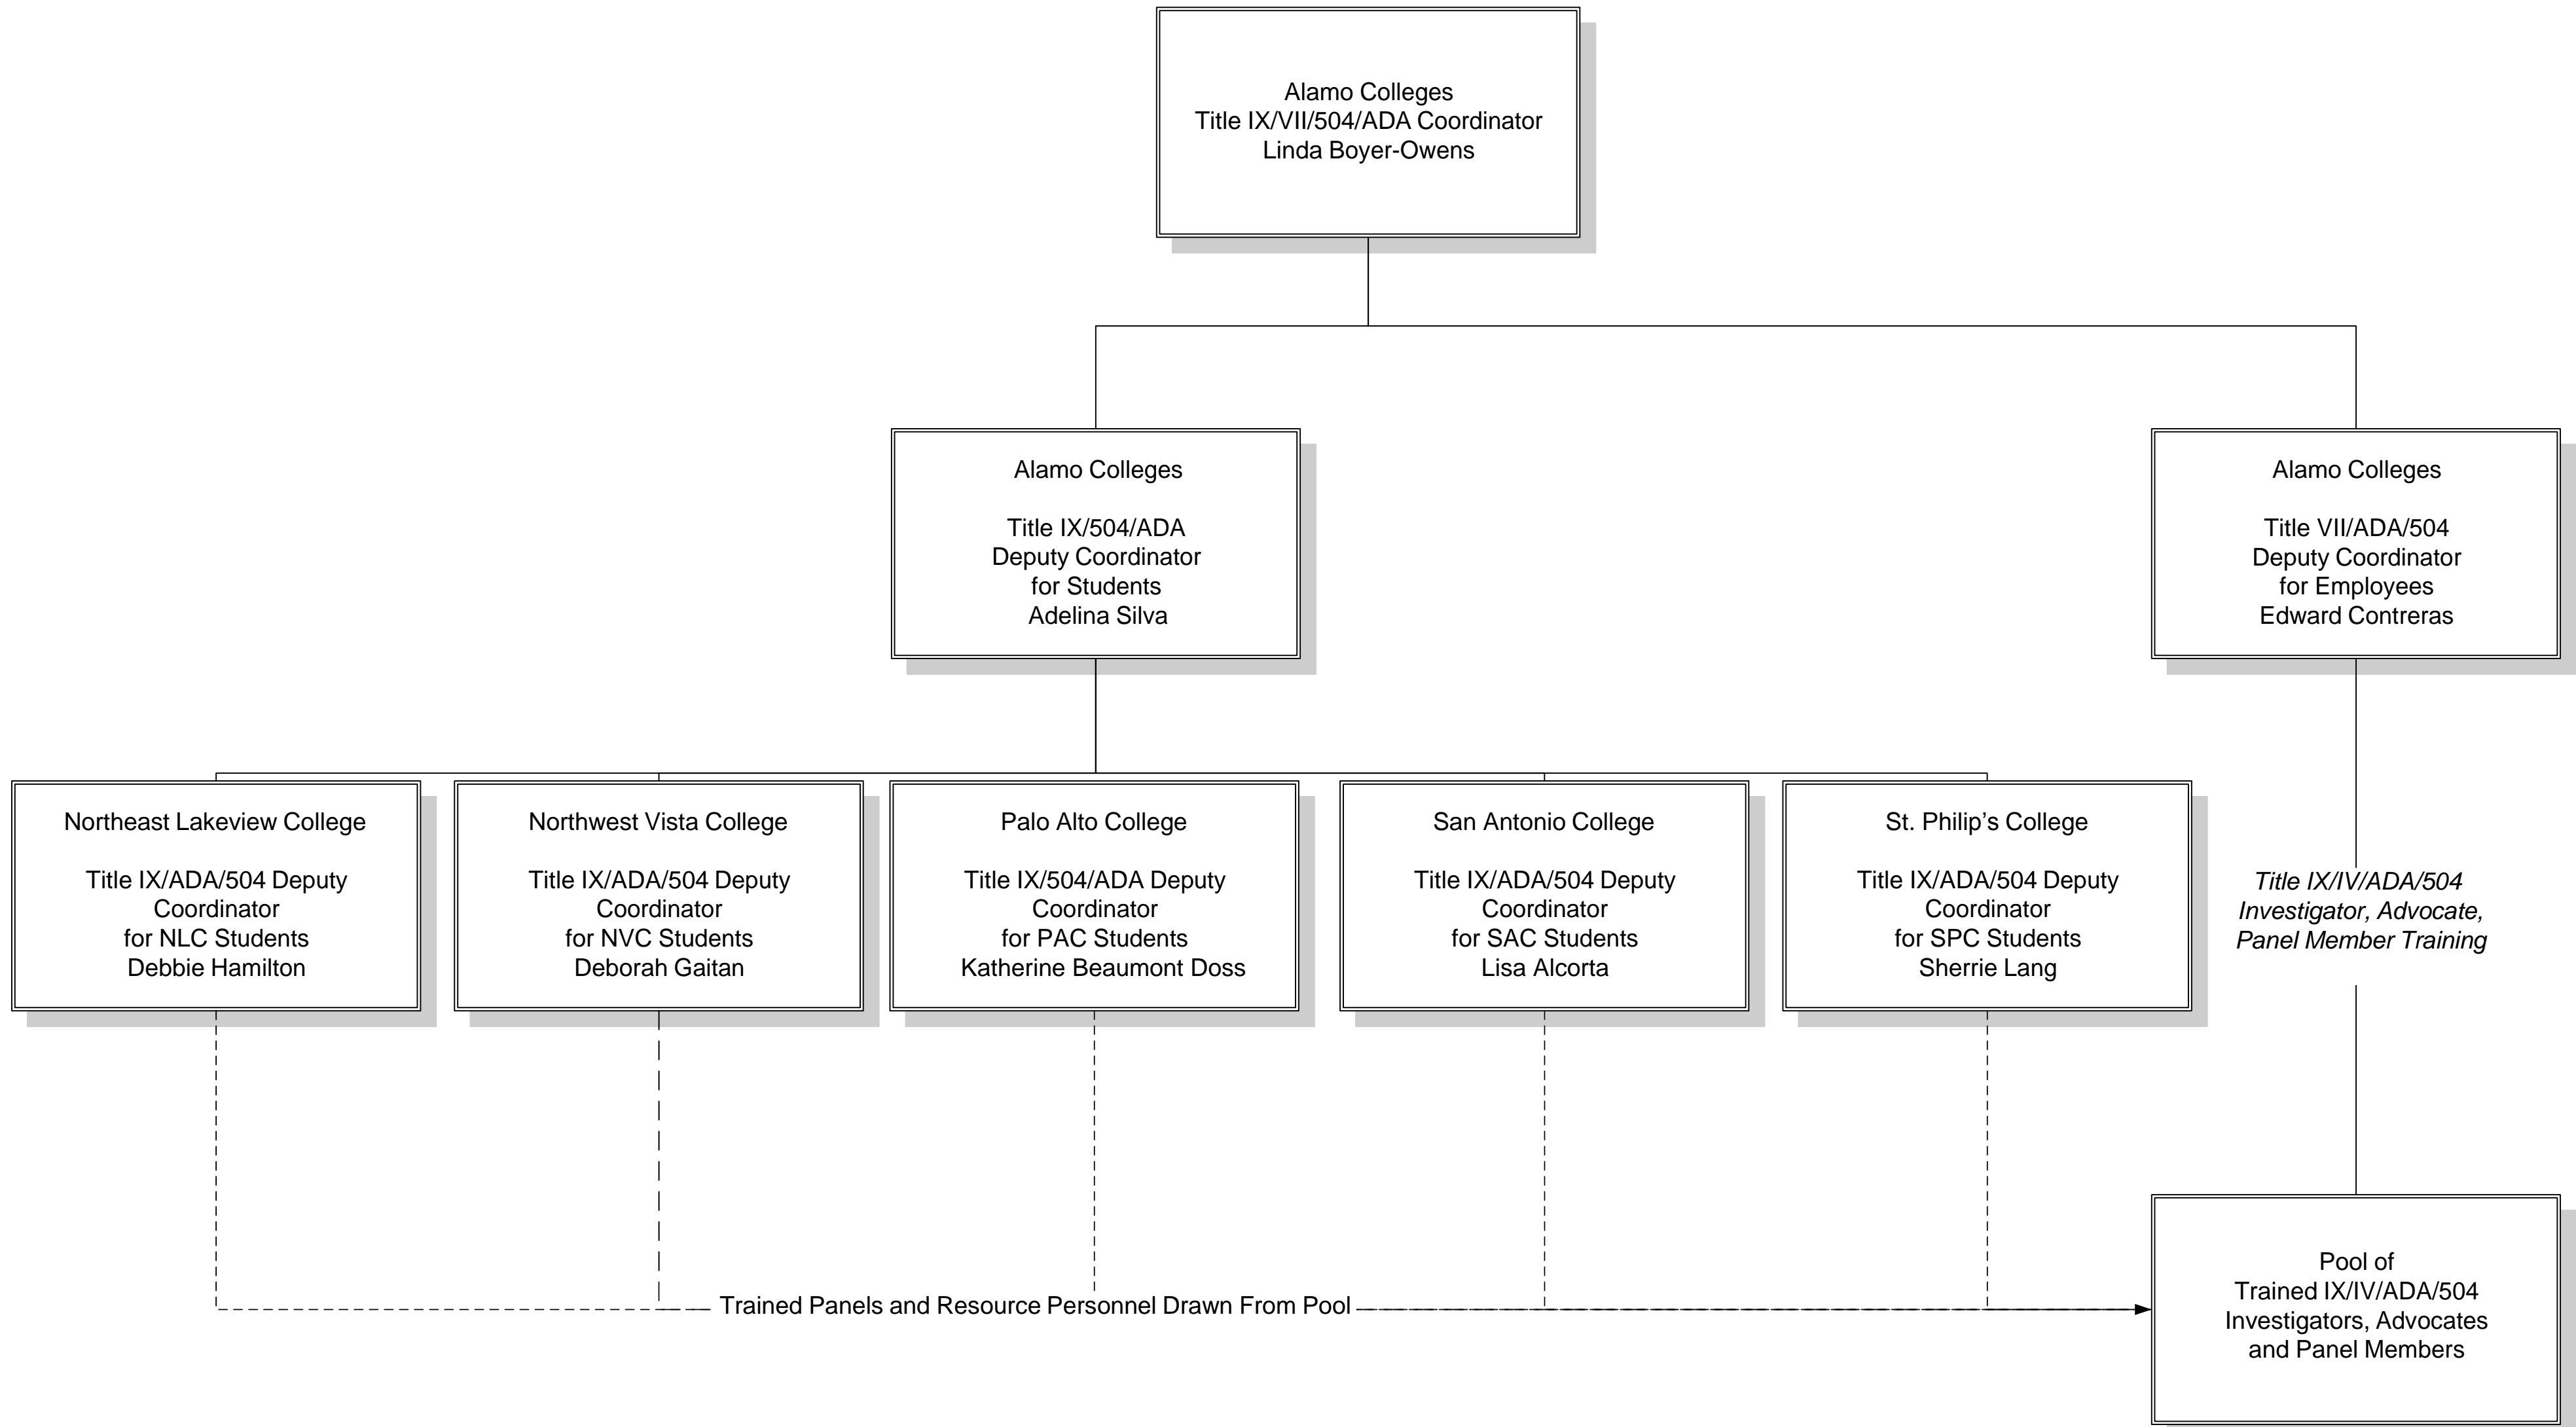 Alamo Colleges
Title IX/VII/504/ADA Coordinator
Linda Boyer-Owens
Alamo Colleges
Title IX/504/ADA
Deputy Coordinator
for Students
Adelina Silva
Alamo Colleges
Title VII/ADA/504
Deputy Coordinator
for Employees
Edward Contreras
Northeast Lakeview College
Title IX/ADA/504 Deputy
Coordinator
for NLC Students
Debbie Hamilton
Northwest Vista College
Title IX/ADA/504 Deputy
Coordinator
for NVC Students
Deborah Gaitan
Palo Alto College
Title IX/504/ADA Deputy
Coordinator
for PAC Students
Katherine Beaumont Doss
San Antonio College
Title IX/ADA/504 Deputy
Coordinator
for SAC Students
Lisa Alcorta
St. Philip’s College
Title IX/ADA/504 Deputy
Coordinator
for SPC Students
Sherrie Lang
Title IX/IV/ADA/504
Investigator, Advocate,
Panel Member Training
Trained Panels and Resource Personnel Drawn From Pool
Pool of
Trained IX/IV/ADA/504
Investigators, Advocates
and Panel Members